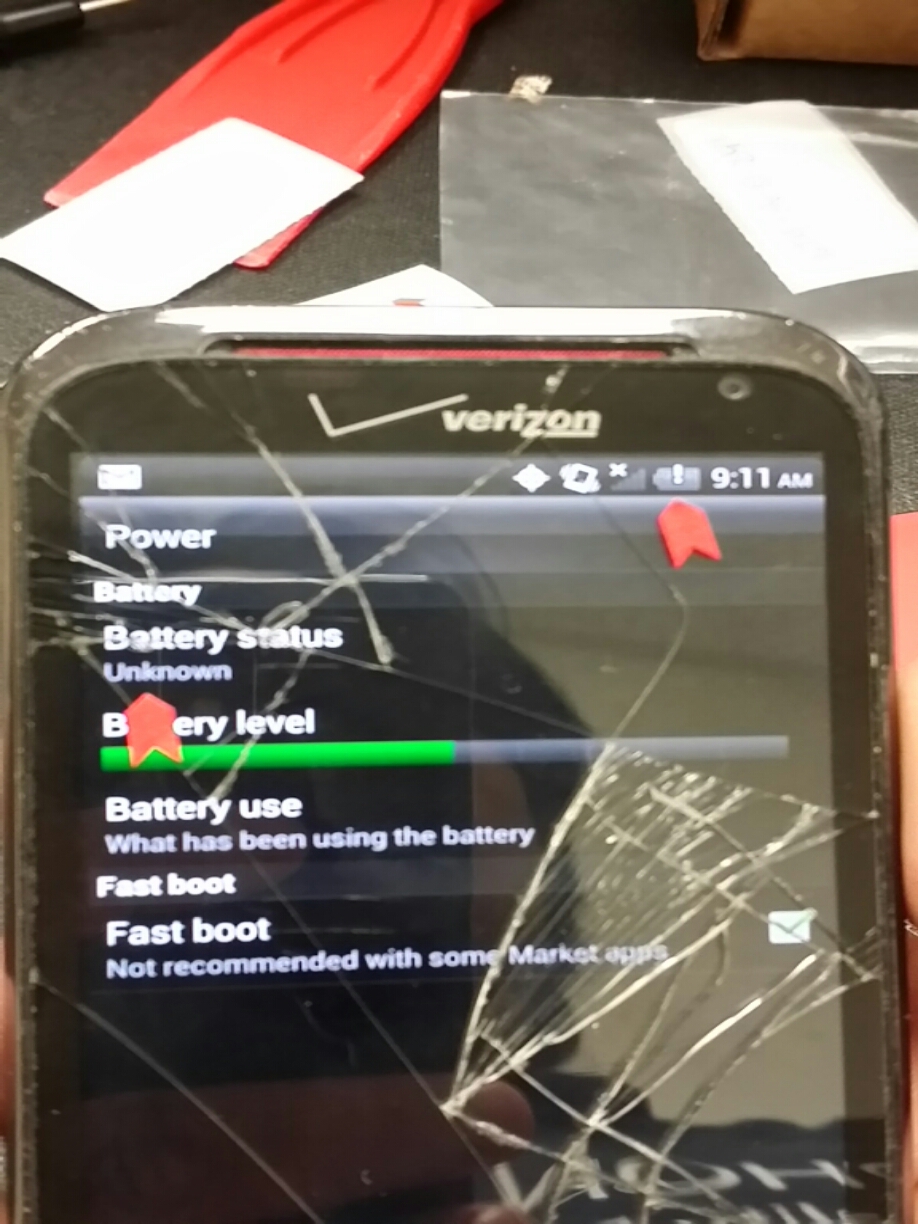 verizon
9:11 AM
Power
Battery
Battery status
Unknown
B ery level
Battery use
What has been using the battery
Fast boot
Fast boot
Not recommended with some Market apps